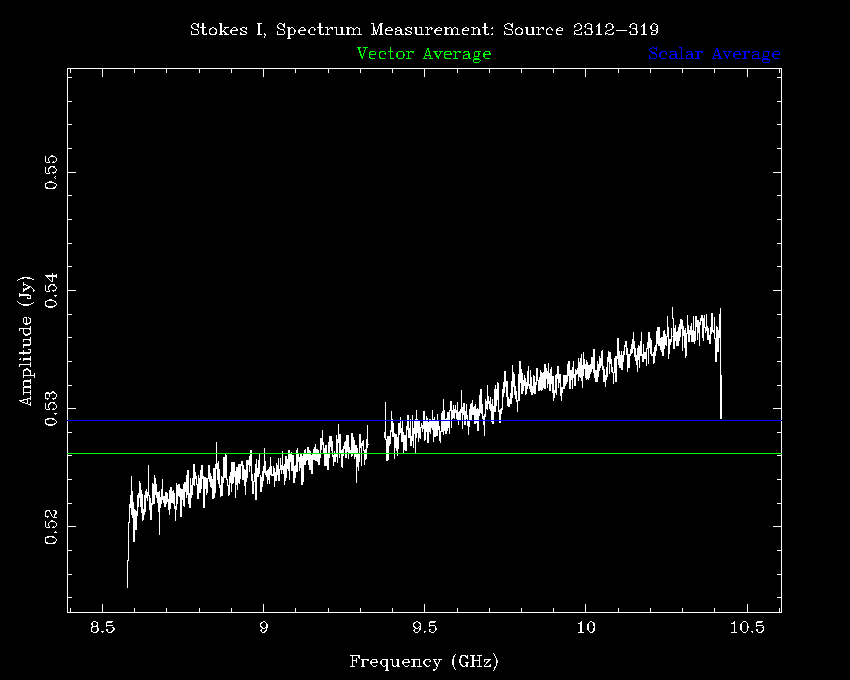 Stokes I, Spectrum Measurement: Source 2312-319
Vector Average
Scalar Average
0.55
0.54
0.53
0.52
Amplitude (Jy)
8.5 9 9.5 10 10.5
Frequency (GHz)